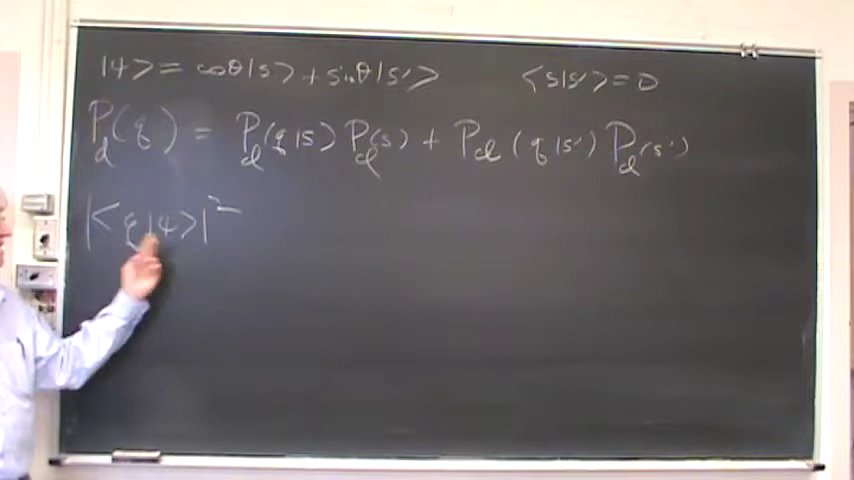 |ψ> = cosθ|s> + sinθ|s'> <s|s'> = 0
P_d(q) = P_d(q|s) P_d(s) + P_d(q|s') P_d(s')
|<q|ψ>|²